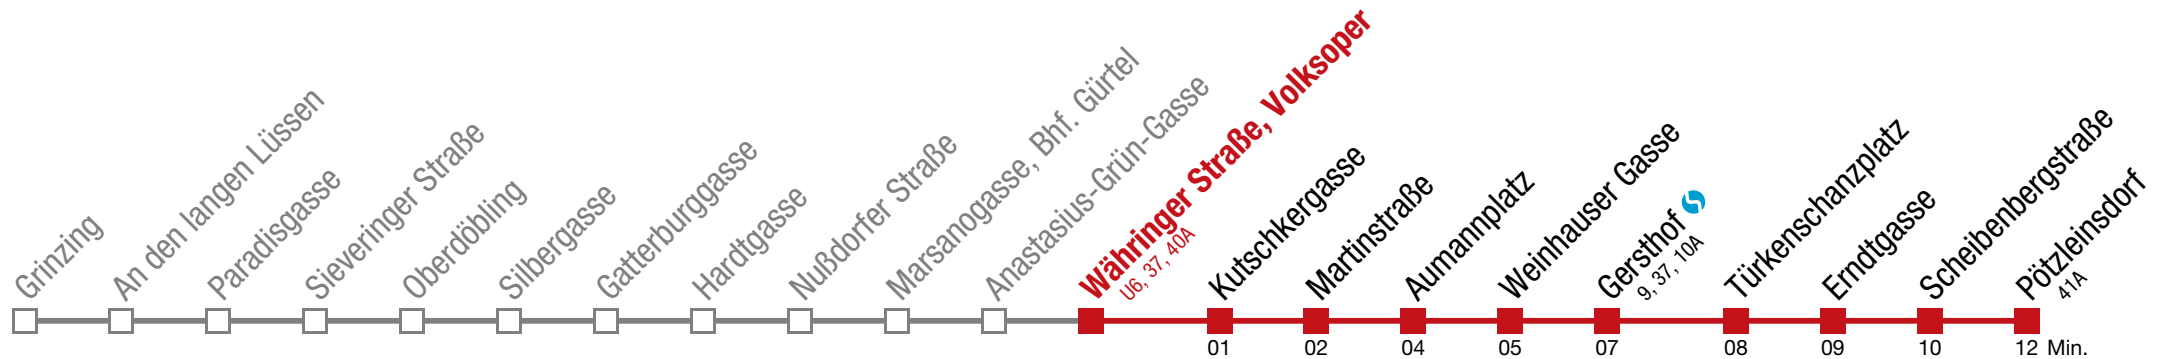 Grinzing
An den langen Lüssen
Paradisgasse
Sieveringer Straße
Oberdöbling
Silbergasse
Gatterburggasse
Hardtgasse
Nußdorfer Straße
Marsanogasse, Bhf. Gürtel
Anastasius-Grün-Gasse
Währinger Straße, Volksoper
U6, 37, 40A
Kutschkergasse
Martinstraße
Aumannplatz
Weinhauser Gasse
Gersthof
9, 37, 10A
Türkenschanzplatz
Erndtgasse
Scheibenbergstraße
Pötzleinsdorf
41A
01 02 04 05 07 08 09 10 12 Min.